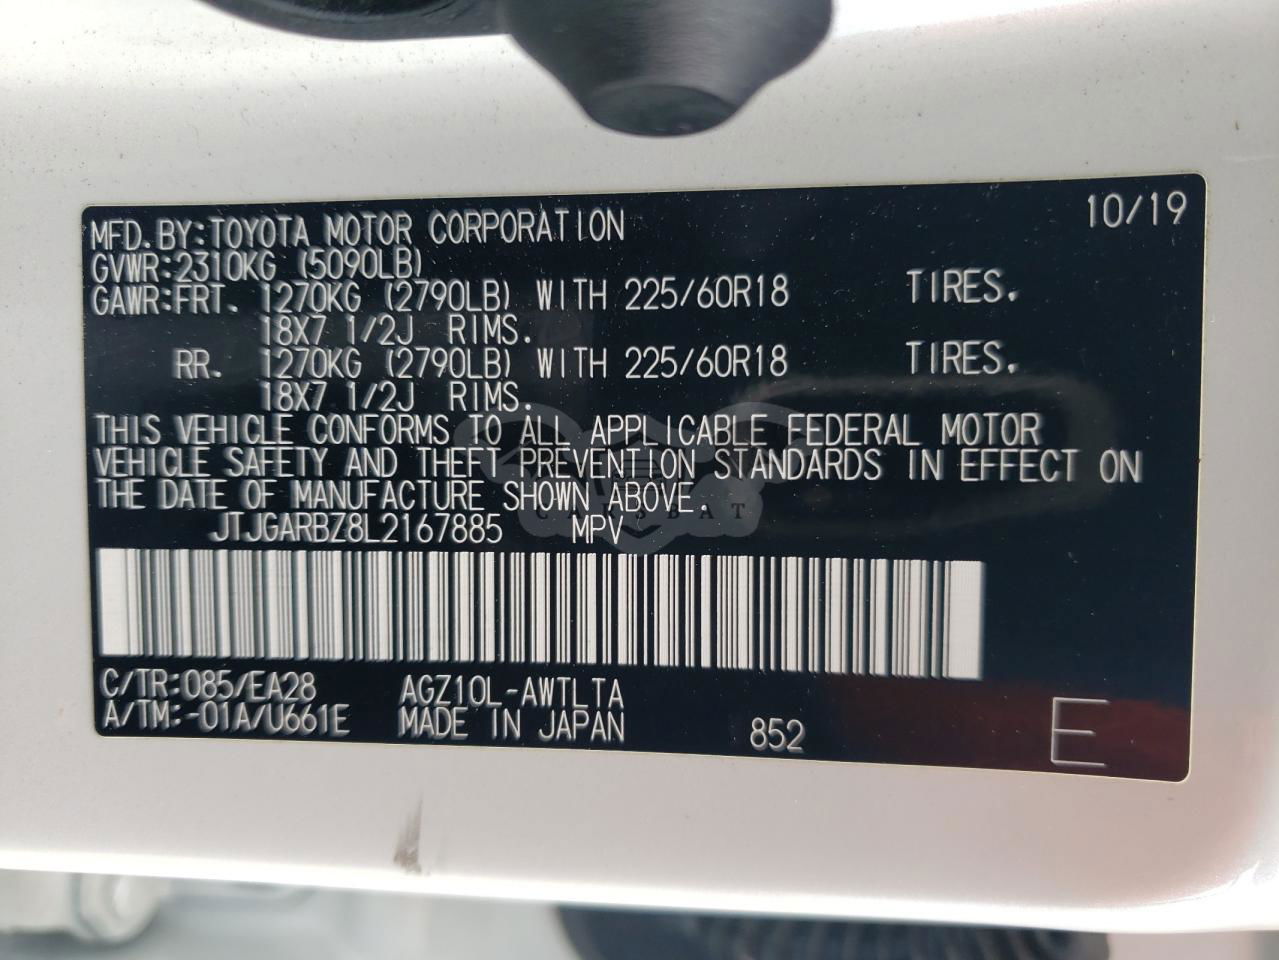 10/19
MFD.BY:TOYOTA MOTOR CORPORATION
GVWR:2310KG (5090LB)
GAWR:FRT. 1270KG (2790LB) WITH 225/60R18 TIRES.
18X7 1/2J RIMS.
RR. 1270KG (2790LB) WITH 225/60R18 TIRES.
18X7 1/2J RIMS.
THIS VEHICLE CONFORMS TO ALL APPLICABLE FEDERAL MOTOR
VEHICLE SAFETY AND THEFT PREVENTION STANDARDS IN EFFECT ON
THE DATE OF MANUFACTURE SHOWN ABOVE.
CARSBAT
JTJGARBZ8L2167885 MPV
C/TR:085/EA28 AGZ10L-AWTLTA
A/TM:-01A/U661E MADE IN JAPAN 852 E